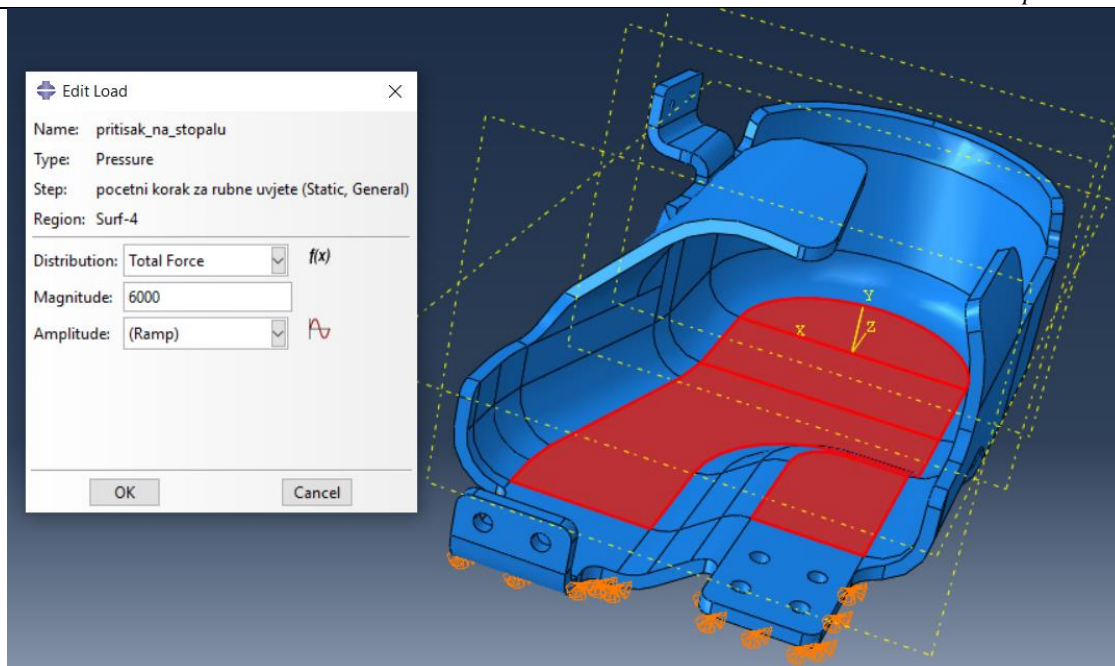 Edit Load
Name: pritisak_na_stopalu
Type: Pressure
Step: pocetni korak za rubne uvjete (Static, General)
Region: Surf-4
Distribution: Total Force f(x)
Magnitude: 6000
Amplitude: (Ramp)
OK Cancel
Y
X
Z